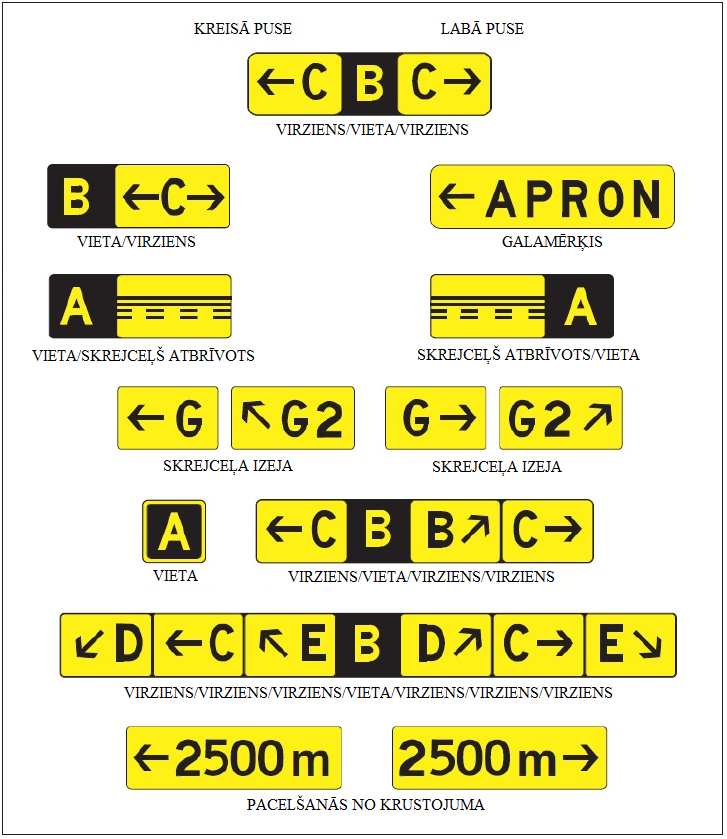 KREISĀ PUSE LABĀ PUSE
←C B C→
VIRZIENS/VIETA/VIRZIENS
B ←C→ ←APRON
VIETA/VIRZIENS GALAMĒRĶIS
A A
VIETA/SKREJCEĻŠ ATBRĪVOTS SKREJCEĻŠ ATBRĪVOTS/VIETA
←G ↖G2 G→ G2↗
SKREJCEĻA IZEJA SKREJCEĻA IZEJA
A ←C B B↗ C→
VIETA VIRZIENS/VIETA/VIRZIENS/VIRZIENS
↙D ←C ↖E B D↗ C→ E↘
VIRZIENS/VIRZIENS/VIRZIENS/VIETA/VIRZIENS/VIRZIENS/VIRZIENS
←2500 m 2500 m→
PACELŠANĀS NO KRUSTOJUMA